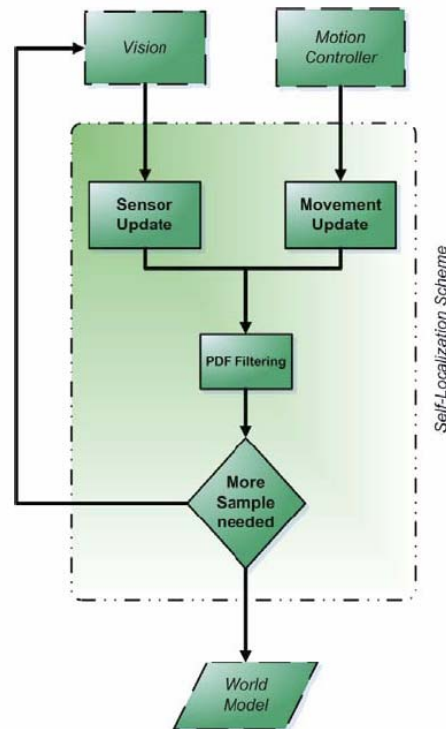 Vision
Motion
Controller
Sensor
Update
Movement
Update
Self-Localization Scheme
PDF Filtering
More
Sample
needed
World
Model